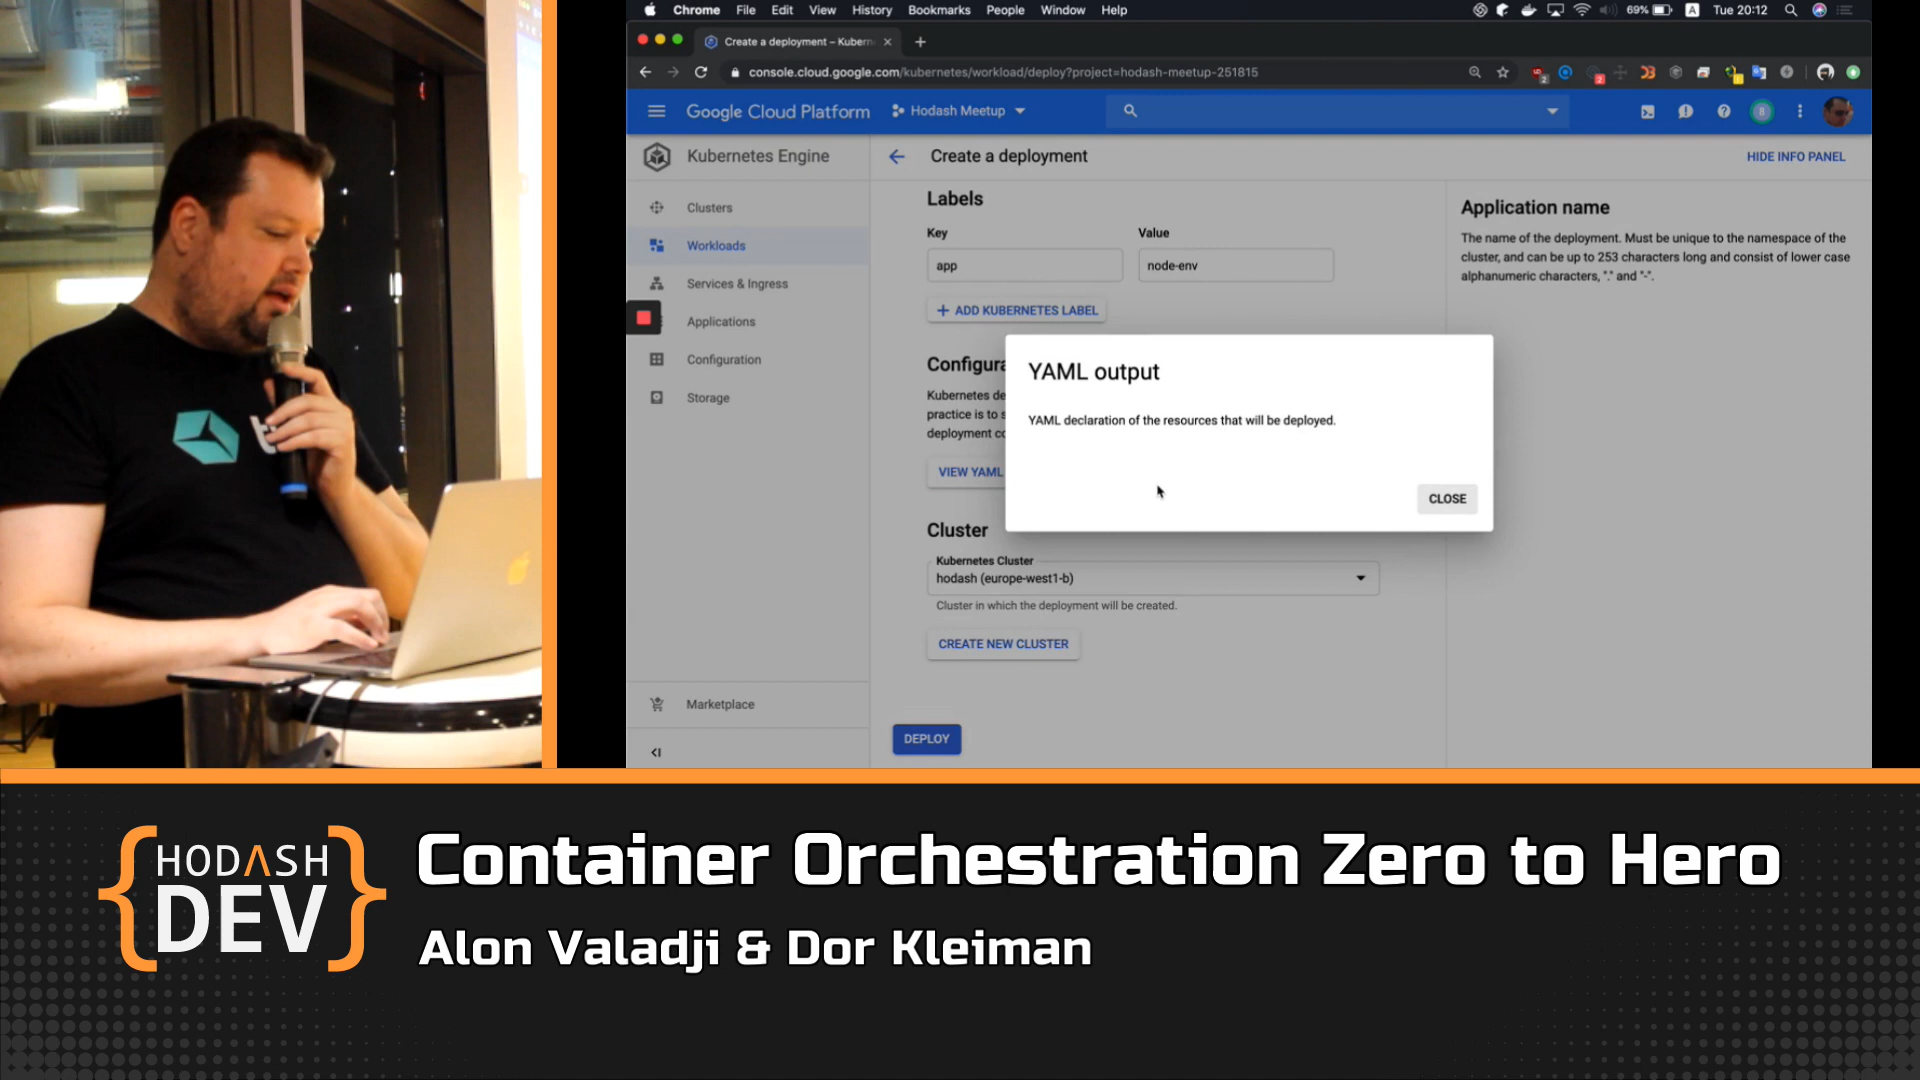 Chrome File Edit View History Bookmarks People Window Help
69% A Tue 20:12
Create a deployment – Kubern
console.cloud.google.com/kubernetes/workload/deploy?project=hodash-meetup-251815
Google Cloud Platform
Hodash Meetup
Kubernetes Engine
Clusters
Workloads
Services & Ingress
Applications
Configuration
Storage
Marketplace
Create a deployment
HIDE INFO PANEL
Labels
Key
Value
app
node-env
+ ADD KUBERNETES LABEL
Configura
Kubernetes de
practice is to s
deployment co
VIEW YAML
YAML output
YAML declaration of the resources that will be deployed.
CLOSE
Cluster
Kubernetes Cluster
hodash (europe-west1-b)
Cluster in which the deployment will be created.
CREATE NEW CLUSTER
DEPLOY
Application name
The name of the deployment. Must be unique to the namespace of the
cluster, and can be up to 253 characters long and consist of lower case
alphanumeric characters, "." and "-".
HODASH
DEV
Container Orchestration Zero to Hero
Alon Valadji & Dor Kleiman